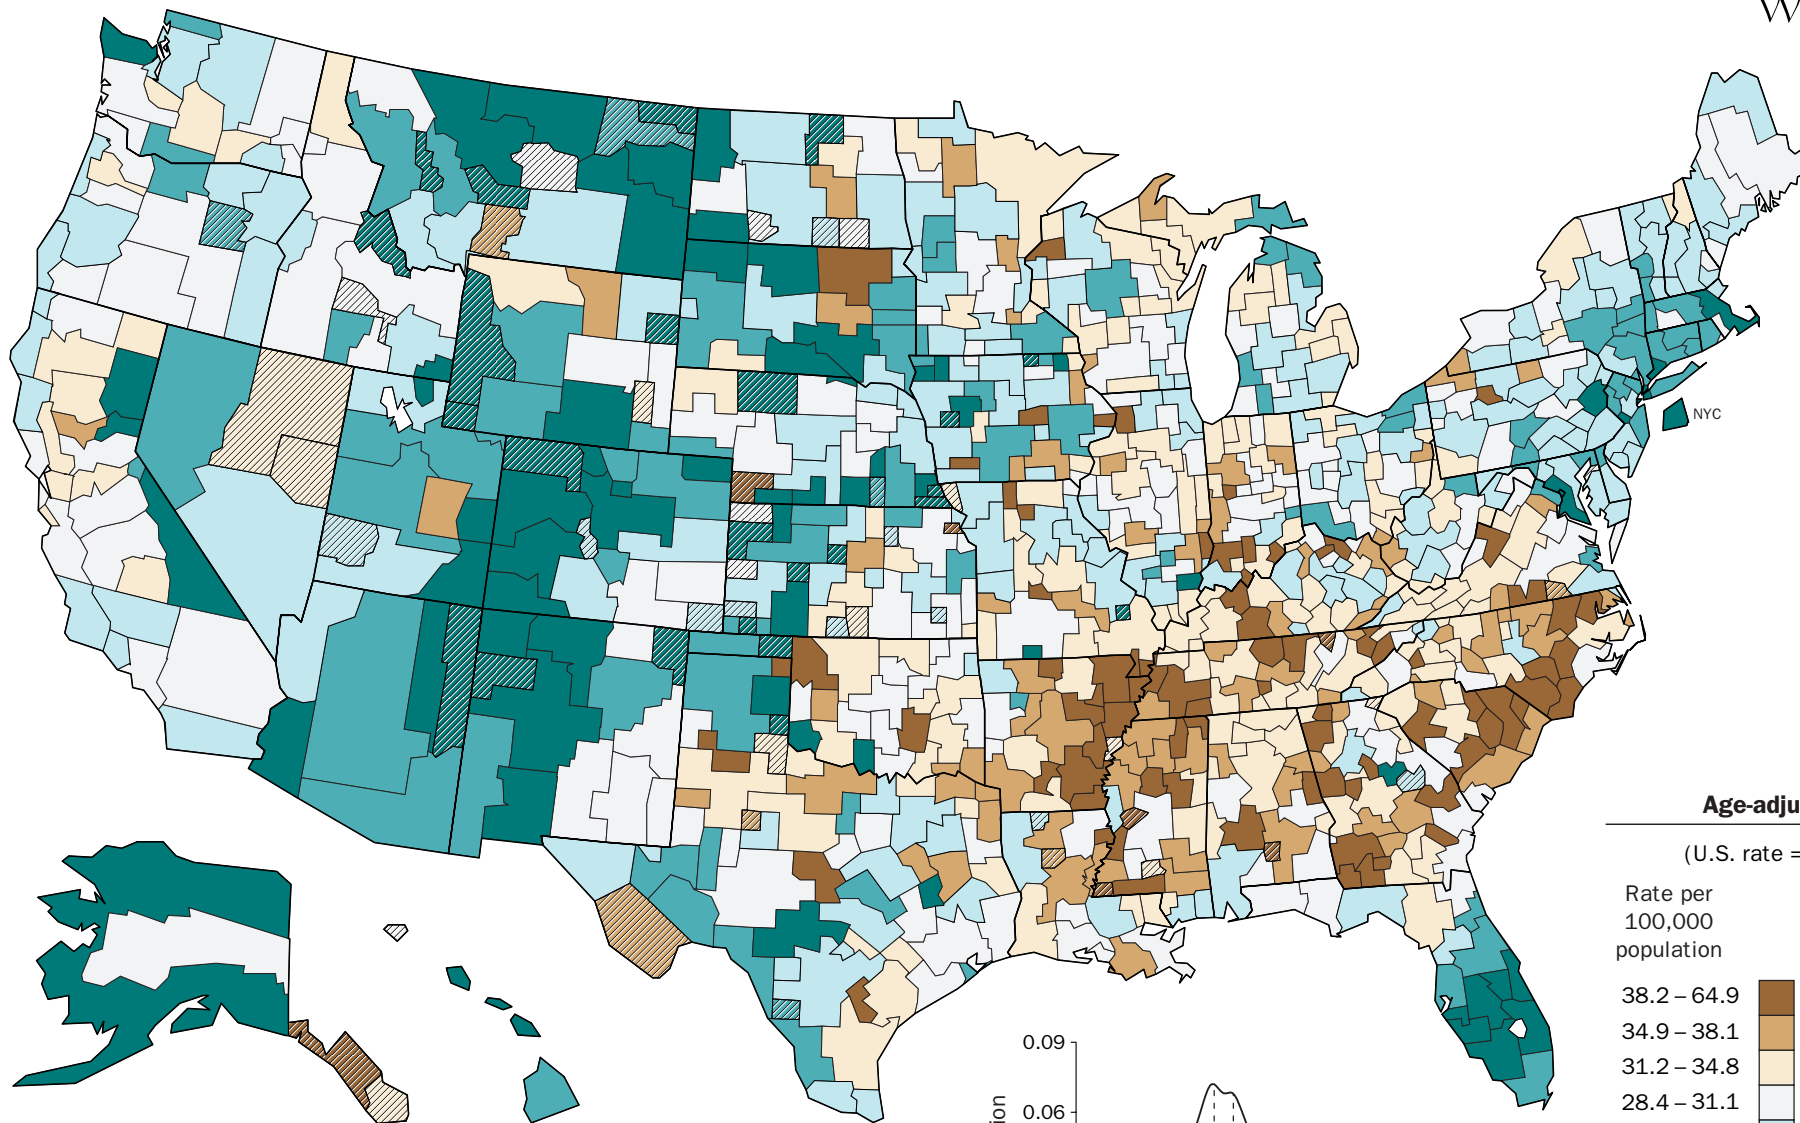 W
NYC
Age-adju
(U.S. rate =
Rate per
100,000
population
38.2 – 64.9
34.9 – 38.1
31.2 – 34.8
28.4 – 31.1
0.09
0.06
ion